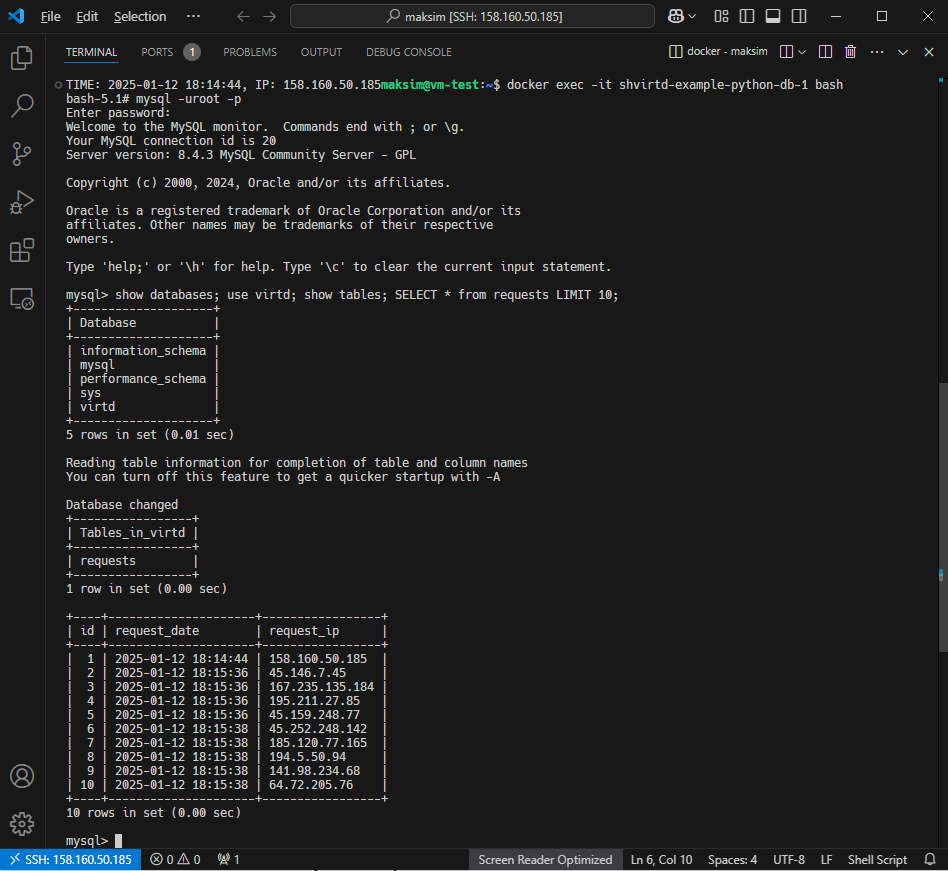 File Edit Selection ··· maksim [SSH: 158.160.50.185]
TERMINAL PORTS 1 PROBLEMS OUTPUT DEBUG CONSOLE docker - maksim
TIME: 2025-01-12 18:14:44, IP: 158.160.50.185maksim@vm-test:~$ docker exec -it shvirtd-example-python-db-1 bash
bash-5.1# mysql -uroot -p
Enter password:
Welcome to the MySQL monitor.  Commands end with ; or \g.
Your MySQL connection id is 20
Server version: 8.4.3 MySQL Community Server - GPL
Copyright (c) 2000, 2024, Oracle and/or its affiliates.
Oracle is a registered trademark of Oracle Corporation and/or its
affiliates. Other names may be trademarks of their respective
owners.
Type 'help;' or '\h' for help. Type '\c' to clear the current input statement.
mysql> show databases; use virtd; show tables; SELECT * from requests LIMIT 10;
+--------------------+
| Database           |
+--------------------+
| information_schema |
| mysql              |
| performance_schema |
| sys                |
| virtd              |
+--------------------+
5 rows in set (0.01 sec)
Reading table information for completion of table and column names
You can turn off this feature to get a quicker startup with -A
Database changed
+-----------------+
| Tables_in_virtd |
+-----------------+
| requests        |
+-----------------+
1 row in set (0.00 sec)
+----+---------------------+-----------------+
| id | request_date        | request_ip      |
+----+---------------------+-----------------+
|  1 | 2025-01-12 18:14:44 | 158.160.50.185  |
|  2 | 2025-01-12 18:15:36 | 45.146.7.45     |
|  3 | 2025-01-12 18:15:36 | 167.235.135.184 |
|  4 | 2025-01-12 18:15:36 | 195.211.27.85   |
|  5 | 2025-01-12 18:15:36 | 45.159.248.77   |
|  6 | 2025-01-12 18:15:38 | 45.252.248.142  |
|  7 | 2025-01-12 18:15:38 | 185.120.77.165  |
|  8 | 2025-01-12 18:15:38 | 194.5.50.94     |
|  9 | 2025-01-12 18:15:38 | 141.98.234.68   |
| 10 | 2025-01-12 18:15:38 | 64.72.205.76    |
+----+---------------------+-----------------+
10 rows in set (0.00 sec)
mysql>
SSH: 158.160.50.185 0 0 1 Screen Reader Optimized Ln 6, Col 10 Spaces: 4 UTF-8 LF Shell Script